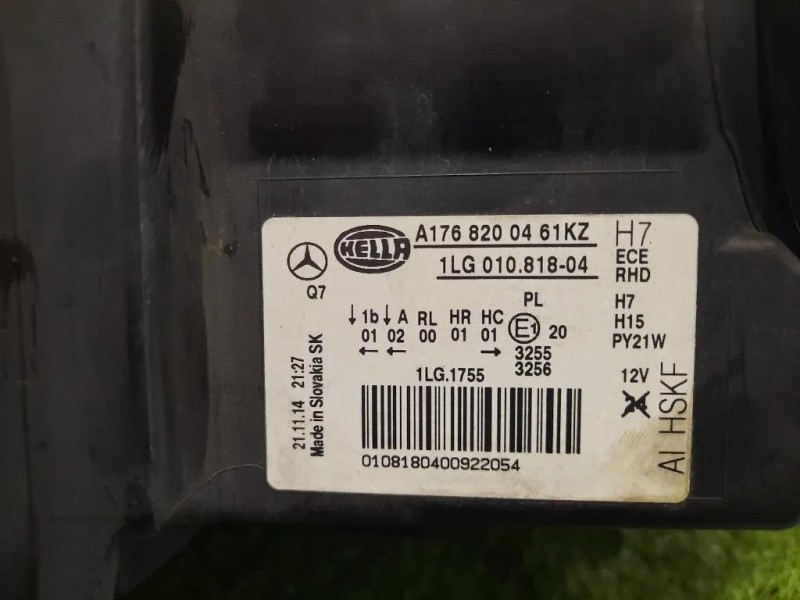 HELLA
A176 820 04 61KZ
1LG 010.818-04
H7
ECE
RHD
Q7
PL
↓1b ↓ A RL HR HC
01 02 00 01 01
← ← →
E1 20
3255
3256
1LG.1755
H7
H15
PY21W
12V
0108180400922054
21.11.14 21:27
Made in Slovakia SK
AI HSKF